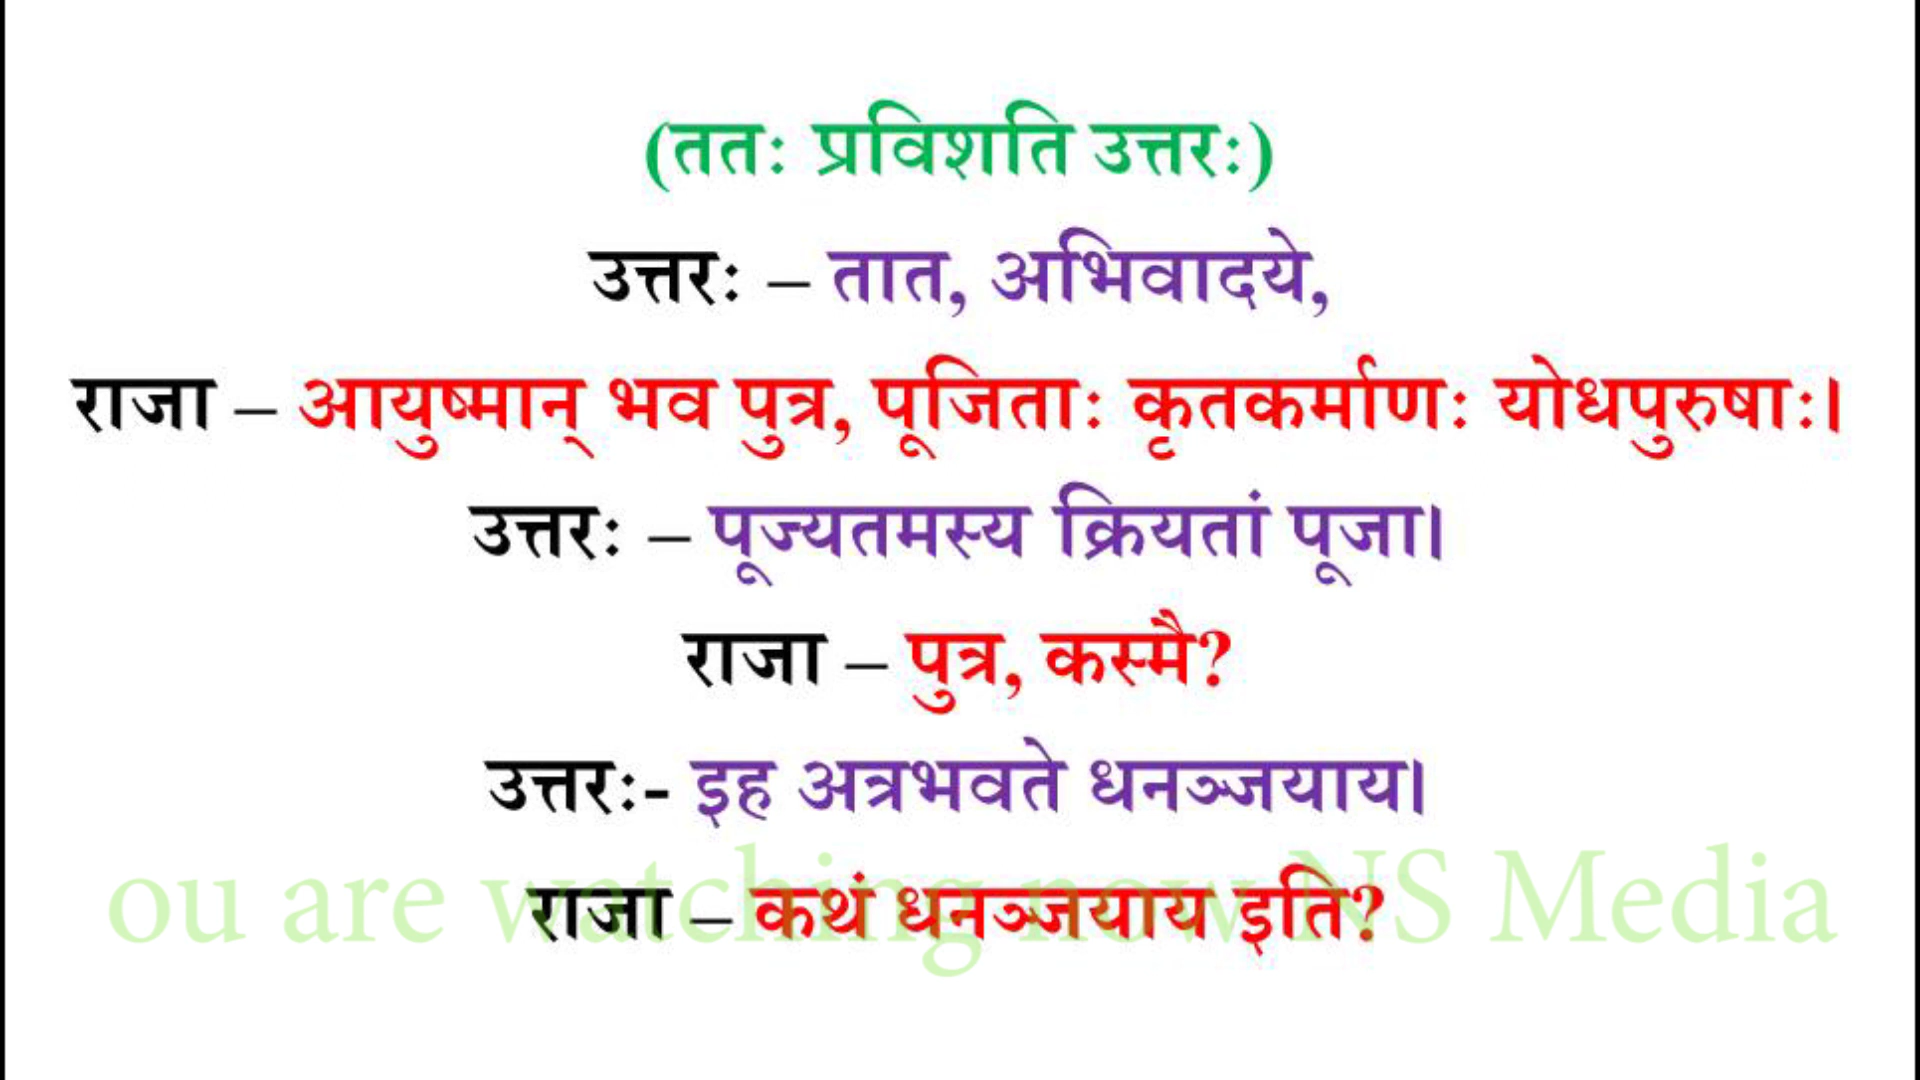 (ततः प्रविशति उत्तरः)
उत्तरः – तात, अभिवादये,
राजा – आयुष्मान् भव पुत्र, पूजिताः कृतकर्माणः योधपुरुषाः।
उत्तरः – पूज्यतमस्य क्रियतां पूजा।
राजा – पुत्र, कस्मै?
उत्तरः- इह अत्रभवते धनञ्जयाय।
राजा – कथं धनञ्जयाय इति?
ou are watching now NS Media